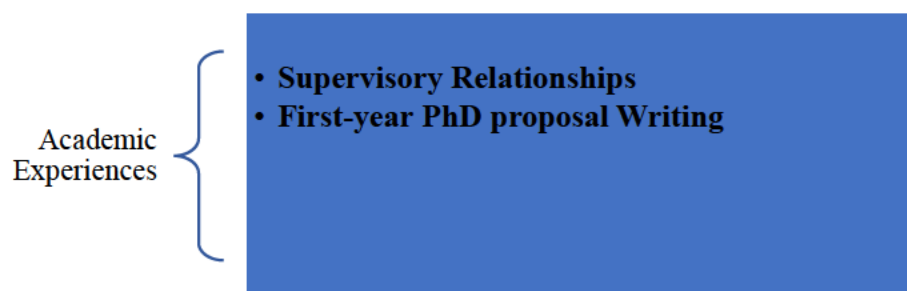 Academic
Experiences
• Supervisory Relationships
• First-year PhD proposal Writing